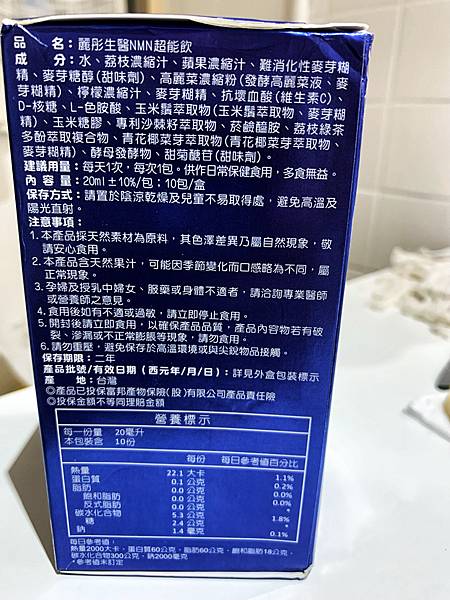 品名：麗彤生醫NMN超能飲
成分：水、荔枝濃縮汁、蘋果濃縮汁、難消化性麥芽糊
精、麥芽糖醇(甜味劑)、高麗菜濃縮粉(發酵高麗菜液、麥
芽糊精)、檸檬濃縮汁、麥芽糊精、抗壞血酸(維生素C)、
D-核糖、L-色胺酸、玉米鬚萃取物(玉米鬚萃取物、麥芽糊
精)、玉米糖膠、專利沙棘籽萃取物、菸鹼醯胺、荔枝綠茶
多酚萃取複合物、青花椰菜芽萃取物(青花椰菜芽萃取物、
麥芽糊精)、酵母發酵物、甜菊醣苷(甜味劑)。
建議用量：每天1次，每次1包。供作日常保健食用，多食無益。
內容量：20ml±10%/包；10包/盒
保存方式：請置於陰涼乾燥及兒童不易取得處，避免高溫及
陽光直射。
注意事項：
1.本產品採天然素材為原料，其色澤差異乃屬自然現象，敬
請安心食用。
2.本產品含天然果汁，可能因季節變化而口感略為不同，屬
正常現象。
3.孕婦及授乳中婦女、服藥或身體不適者，請洽詢專業醫師
或營養師之意見。
4.食用後如有不適或過敏，請立即停止食用。
5.開封後請立即食用，以確保產品品質，產品內容物若有破
裂、滲漏或不正常膨脹等現象，請勿食用。
6.請勿重壓，避免保存於高溫環境或與尖銳物品接觸。
保存期限：二年
產品批號/有效日期(西元年/月/日)：詳見外盒包裝標示
產地：台灣
◎產品已投保富邦產物保險(股)有限公司產品責任險
◎投保金額不等同理賠金額
營養標示
每一份量 20毫升
本包裝含 10份
每份 每日參考值百分比
熱量 22.1 大卡 1.1%
蛋白質 0.1 公克 0.2%
脂肪 0.0 公克 0.0%
飽和脂肪 0.0 公克 0.0%
反式脂肪 0.0 公克 *
碳水化合物 5.3 公克 1.8%
糖 2.4 公克 *
鈉 1.4 毫克 0.1%
每日參考值：
熱量2000大卡、蛋白質60公克、脂肪60公克、飽和脂肪18公克、
碳水化合物300公克、鈉2000毫克
*參考值未訂定